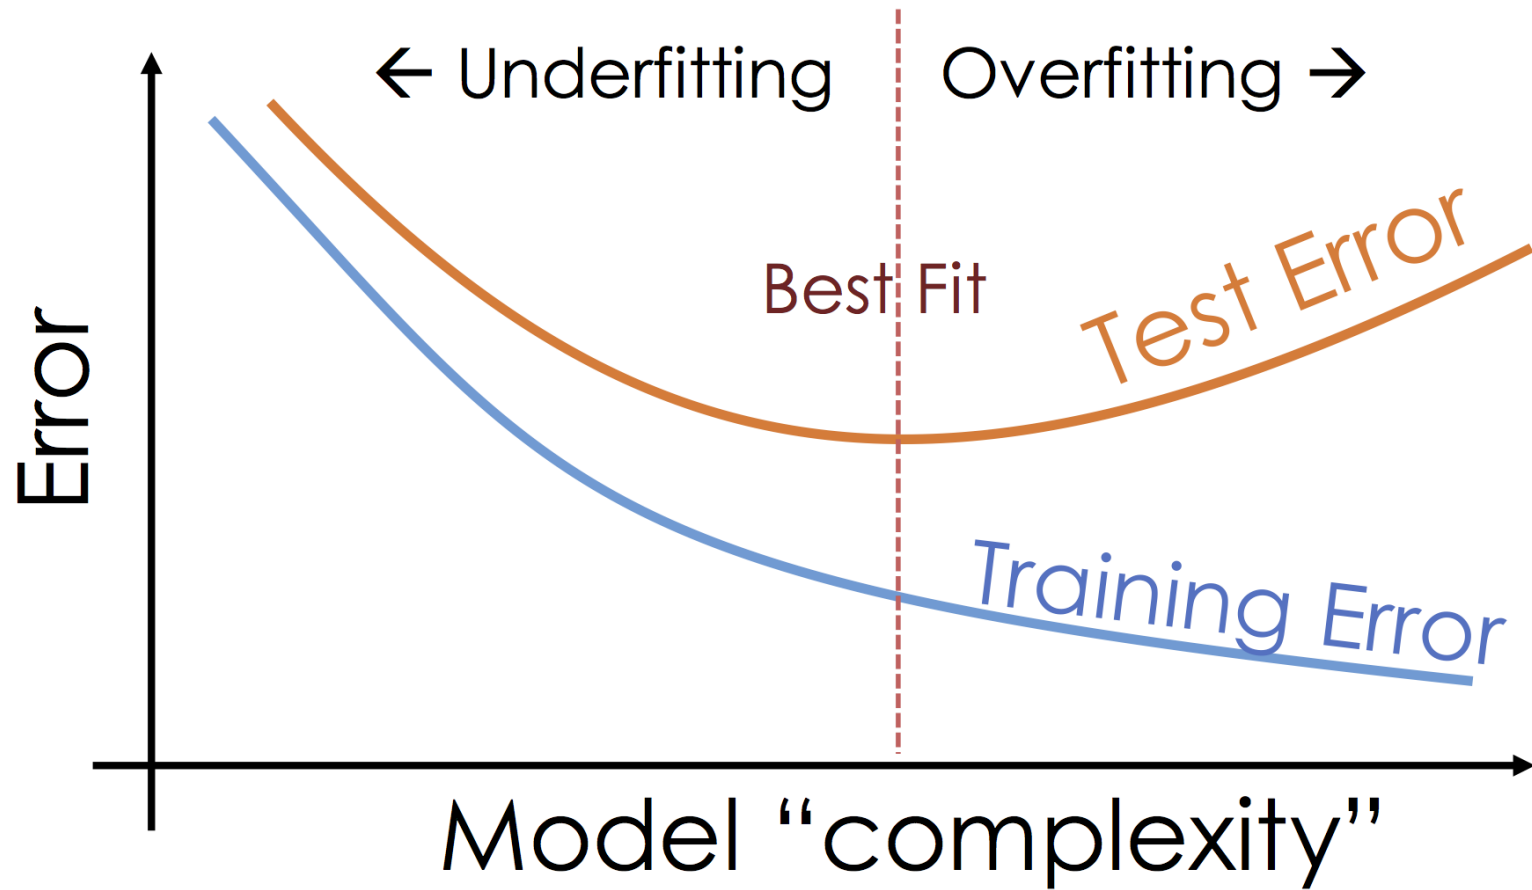 ← Underfitting
Overfitting →
Best Fit
Test Error
Error
Training Error
Model “complexity”